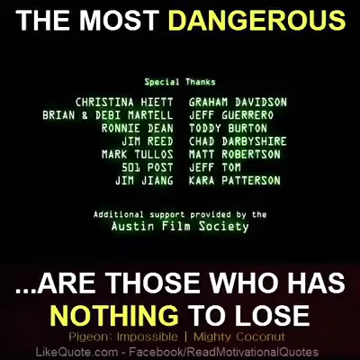 THE MOST DANGEROUS
Special Thanks
CHRISTINA HIETT GRAHAM DAVIDSON
BRIAN & DEBI MARTELL JEFF GUERRERO
RONNIE DEAN TODDY BURTON
JIM REED CHAD DARBYSHIRE
MARK TULLOS MATT ROBERTSON
501 POST JEFF TOM
JIM JIANG KARA PATTERSON
Additional support provided by the
Austin Film Society
...ARE THOSE WHO HAS
NOTHING TO LOSE
Pigeon: Impossible | Mighty Coconut
LikeQuote.com - Facebook/ReadMotivationalQuotes